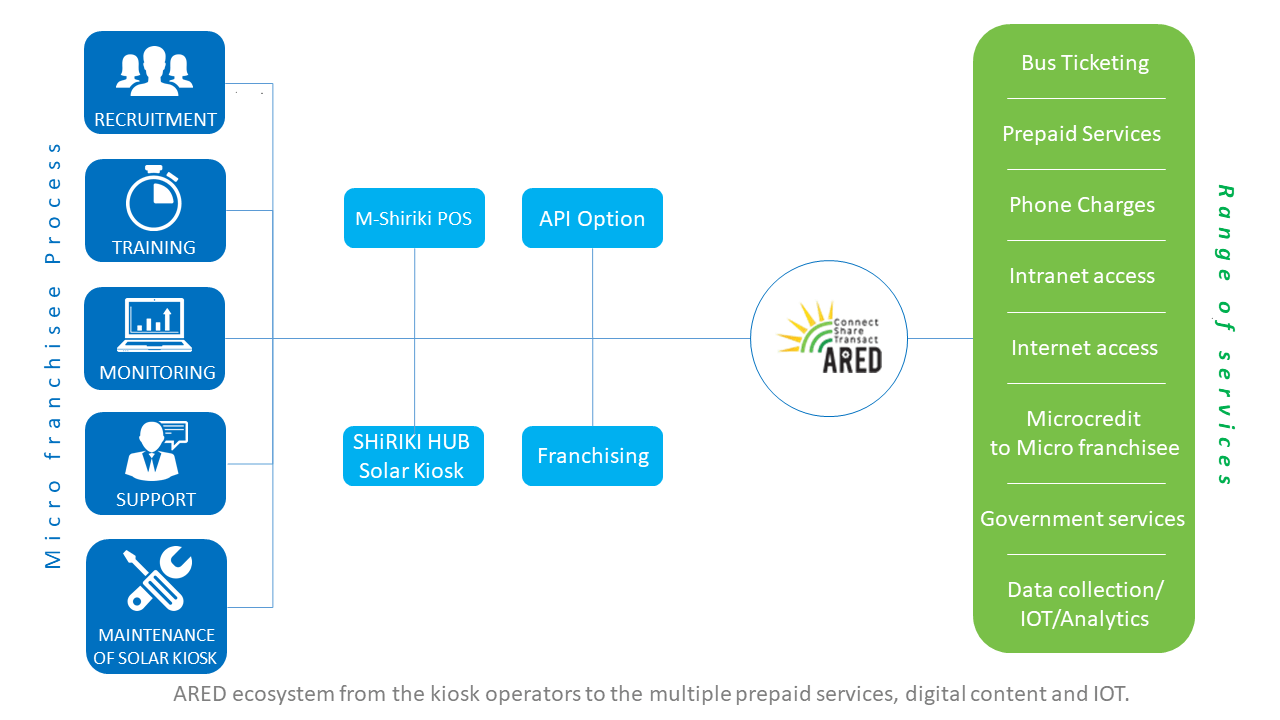 Micro franchisee Process
RECRUITMENT
TRAINING
MONITORING
SUPPORT
MAINTENANCE
OF SOLAR KIOSK
M-Shiriki POS
API Option
SHiRIKI HUB
Solar Kiosk
Franchising
Connect
Share
Transact
ARED
Bus Ticketing
Prepaid Services
Phone Charges
Intranet access
Internet access
Microcredit
to Micro franchisee
Government services
Data collection/
IOT/Analytics
Range of services
ARED ecosystem from the kiosk operators to the multiple prepaid services, digital content and IOT.